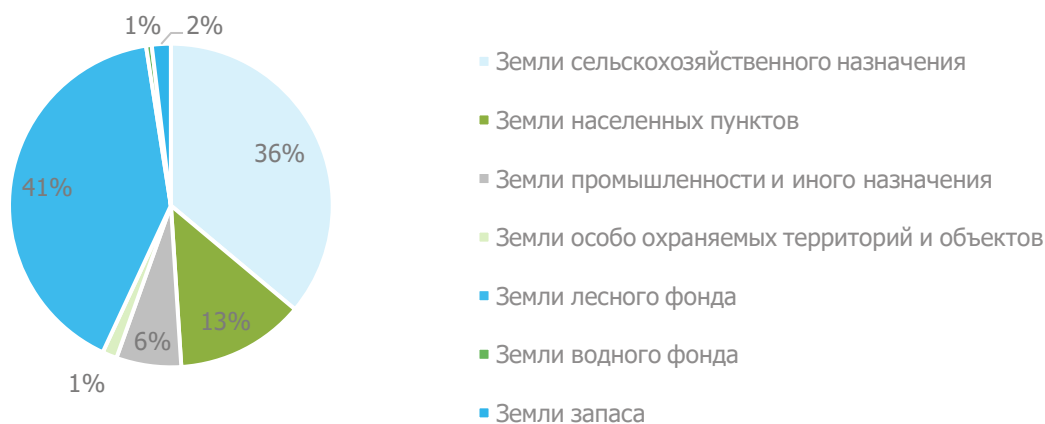 1% 2%
36%
41%
13%
6%
1%
Земли сельскохозяйственного назначения
Земли населенных пунктов
Земли промышленности и иного назначения
Земли особо охраняемых территорий и объектов
Земли лесного фонда
Земли водного фонда
Земли запаса